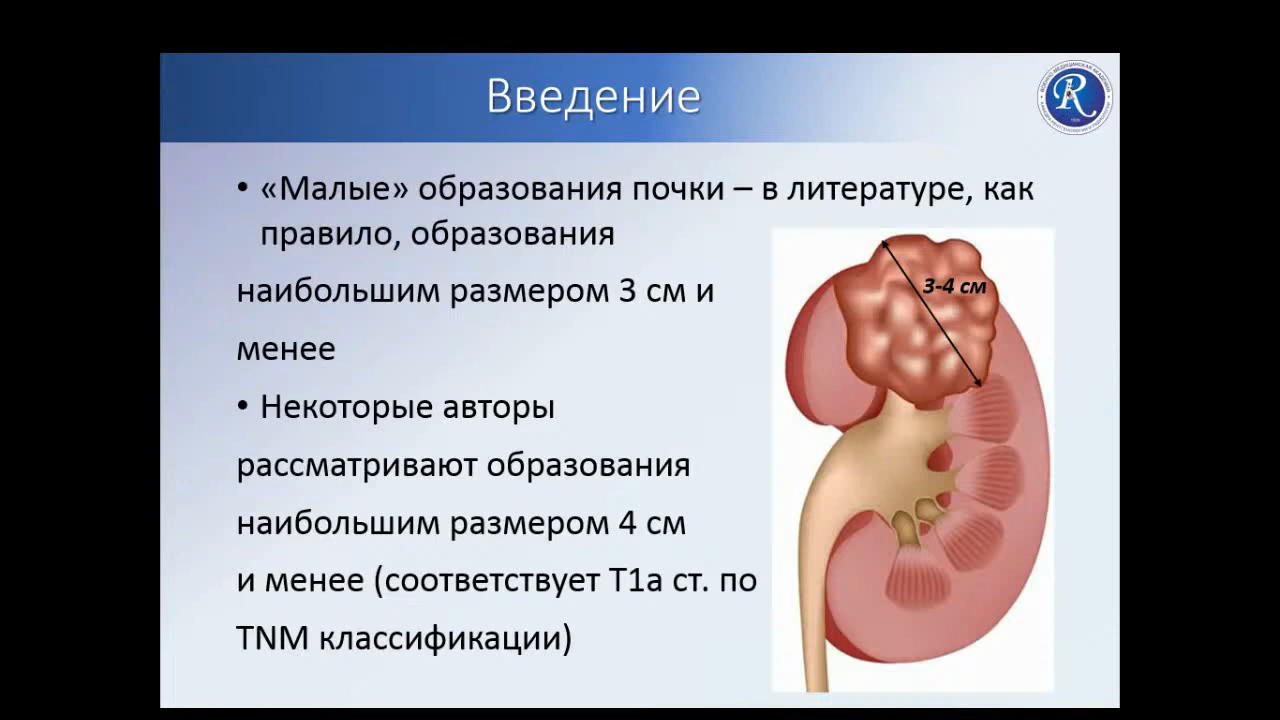 Введение
• «Малые» образования почки – в литературе, как
правило, образования
наибольшим размером 3 см и
менее
• Некоторые авторы
рассматривают образования
наибольшим размером 4 см
и менее (соответствует T1a ст. по
TNM классификации)
3-4 см
R